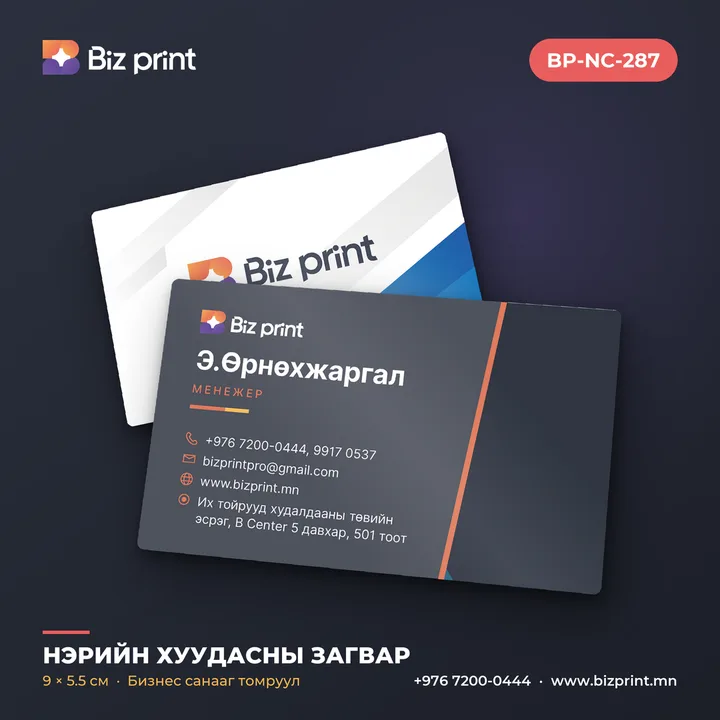 Biz print
BP-NC-287
Biz print
Biz print
Э.Өрнөхжаргал
МЕНЕЖЕР
+976 7200-0444, 9917 0537
bizprintpro@gmail.com
www.bizprint.mn
Их тойрууд худалдааны төвийн
эсрэг, B Center 5 давхар, 501 тоот
НЭРИЙН ХУУДАСНЫ ЗАГВАР
9 × 5.5 см · Бизнес санааг томруул
+976 7200-0444 · www.bizprint.mn